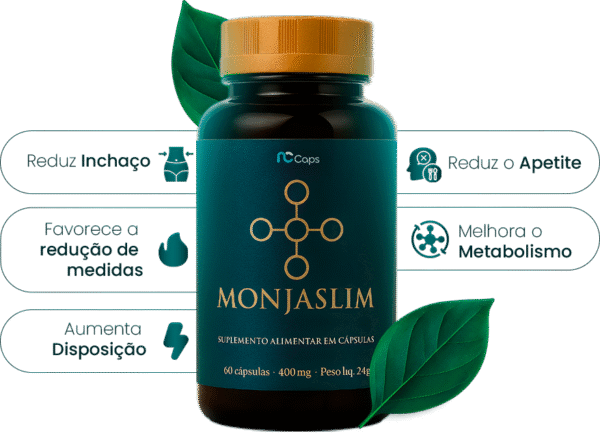 Reduz Inchaço
Favorece a
redução de
medidas
Aumenta
Disposição
nc Caps
MONJASLIM
SUPLEMENTO ALIMENTAR EM CÁPSULAS
60 cápsulas · 400 mg · Peso líq. 24g
Reduz o Apetite
Melhora o
Metabolismo